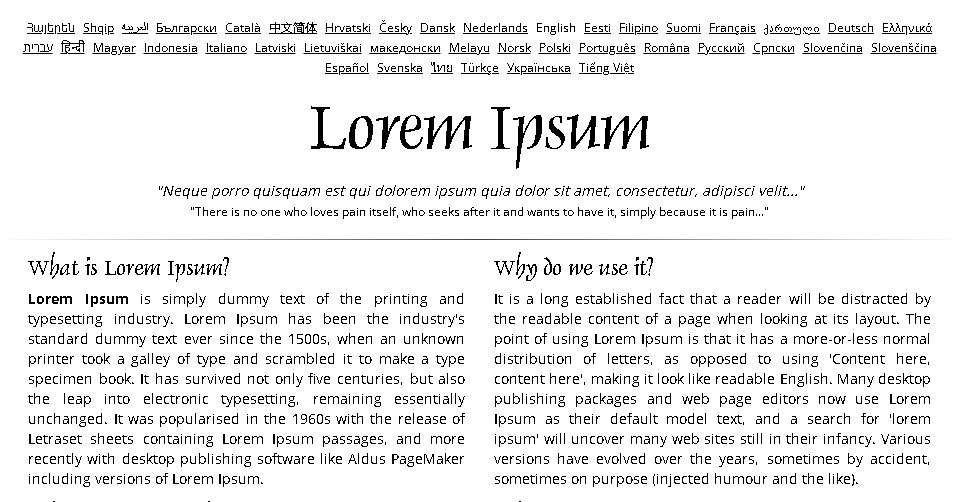 Հայերեն Shqip العربية Български Català 中文简体 Hrvatski Česky Dansk Nederlands English Eesti Filipino Suomi Français ქართული Deutsch Ελληνικά
עברית हिन्दी Magyar Indonesia Italiano Latviski Lietuviškai македонски Melayu Norsk Polski Português Româna Pyccкий Српски Slovenčina Slovenščina
Español Svenska ไทย Türkçe Українська Tiếng Việt
Lorem Ipsum
"Neque porro quisquam est qui dolorem ipsum quia dolor sit amet, consectetur, adipisci velit..."
"There is no one who loves pain itself, who seeks after it and wants to have it, simply because it is pain..."
What is Lorem Ipsum?
Lorem Ipsum is simply dummy text of the printing and
typesetting industry. Lorem Ipsum has been the industry's
standard dummy text ever since the 1500s, when an unknown
printer took a galley of type and scrambled it to make a type
specimen book. It has survived not only five centuries, but also
the leap into electronic typesetting, remaining essentially
unchanged. It was popularised in the 1960s with the release of
Letraset sheets containing Lorem Ipsum passages, and more
recently with desktop publishing software like Aldus PageMaker
including versions of Lorem Ipsum.
Why do we use it?
It is a long established fact that a reader will be distracted by
the readable content of a page when looking at its layout. The
point of using Lorem Ipsum is that it has a more-or-less normal
distribution of letters, as opposed to using 'Content here,
content here', making it look like readable English. Many desktop
publishing packages and web page editors now use Lorem
Ipsum as their default model text, and a search for 'lorem
ipsum' will uncover many web sites still in their infancy. Various
versions have evolved over the years, sometimes by accident,
sometimes on purpose (injected humour and the like).